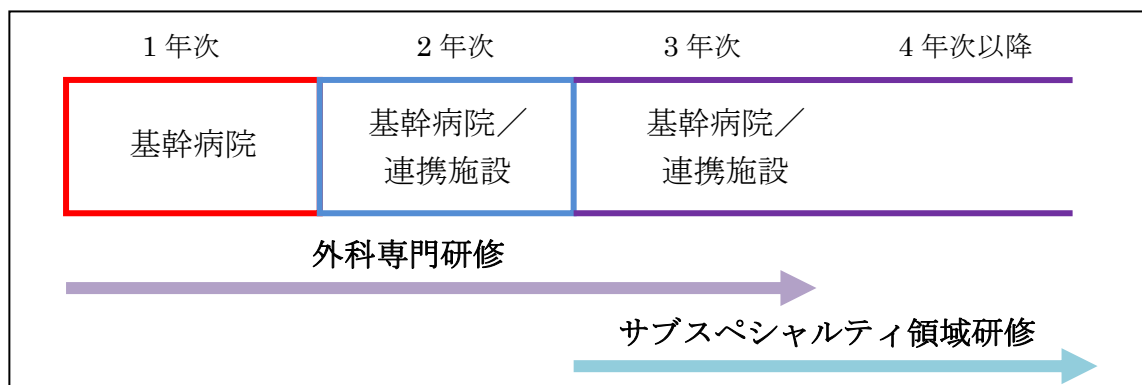 1 年次 2 年次 3 年次 4 年次以降
基幹病院
基幹病院／
連携施設
基幹病院／
連携施設
外科専門研修
サブスペシャルティ領域研修